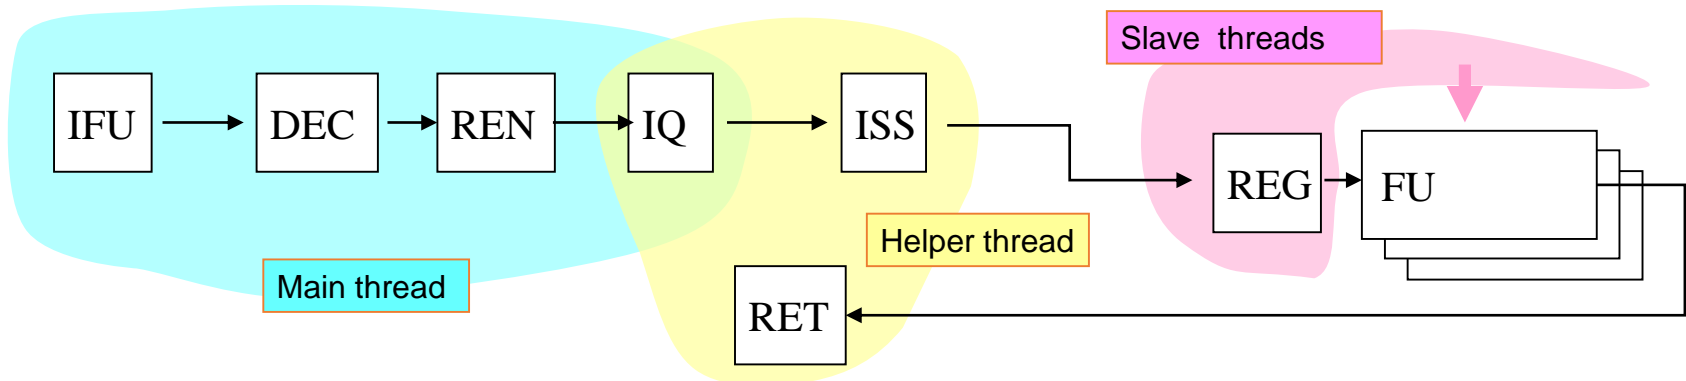 Slave  threads
IFU
DEC
REN
IQ
ISS
REG
FU
Helper thread
Main thread
RET